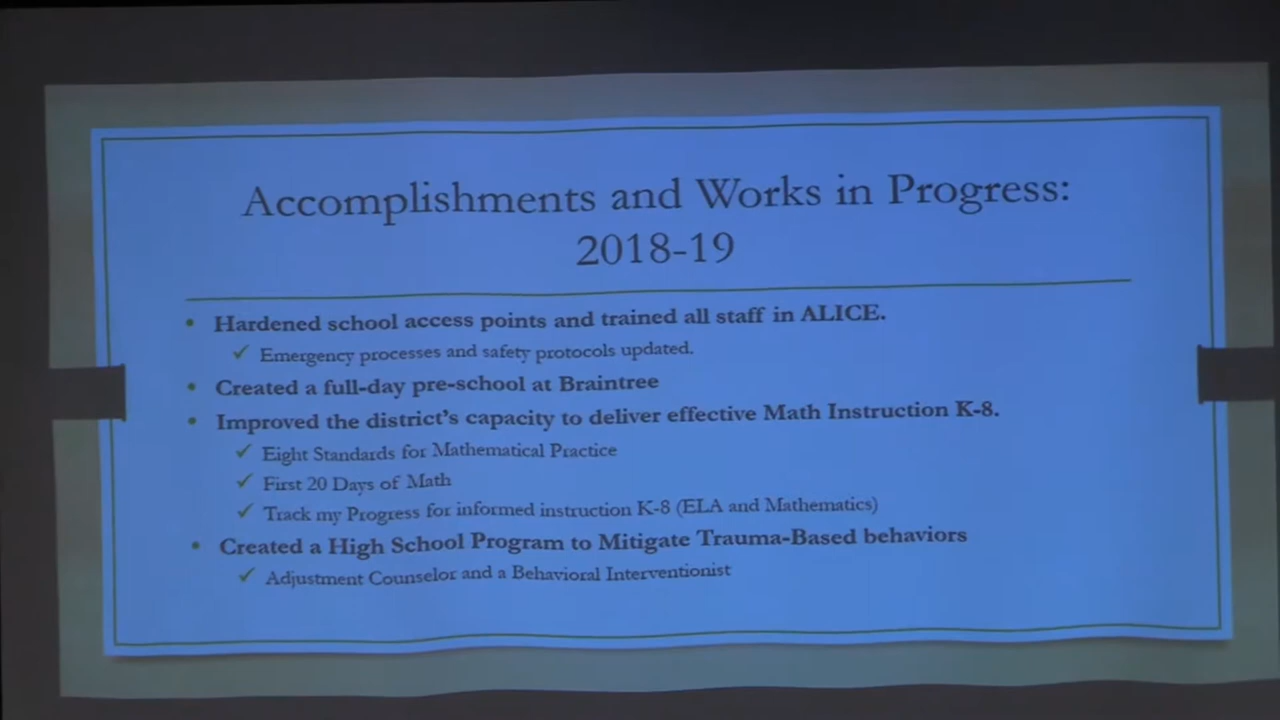 Accomplishments and Works in Progress:
2018-19
• Hardened school access points and trained all staff in ALICE.
✓ Emergency processes and safety protocols updated.
• Created a full-day pre-school at Braintree
• Improved the district's capacity to deliver effective Math Instruction K-8.
✓ Eight Standards for Mathematical Practice
✓ First 20 Days of Math
✓ Track my Progress for informed instruction K-8 (ELA and Mathematics)
• Created a High School Program to Mitigate Trauma-Based behaviors
✓ Adjustment Counselor and a Behavioral Interventionist